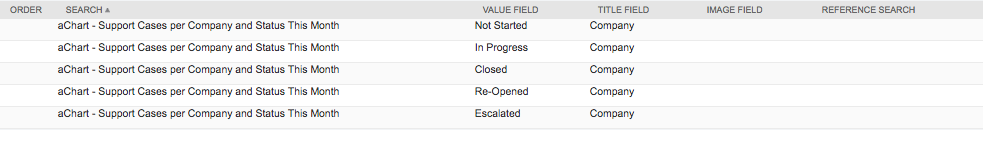 ORDER SEARCH ▲ VALUE FIELD TITLE FIELD IMAGE FIELD REFERENCE SEARCH
aChart - Support Cases per Company and Status This Month Not Started Company
aChart - Support Cases per Company and Status This Month In Progress Company
aChart - Support Cases per Company and Status This Month Closed Company
aChart - Support Cases per Company and Status This Month Re-Opened Company
aChart - Support Cases per Company and Status This Month Escalated Company